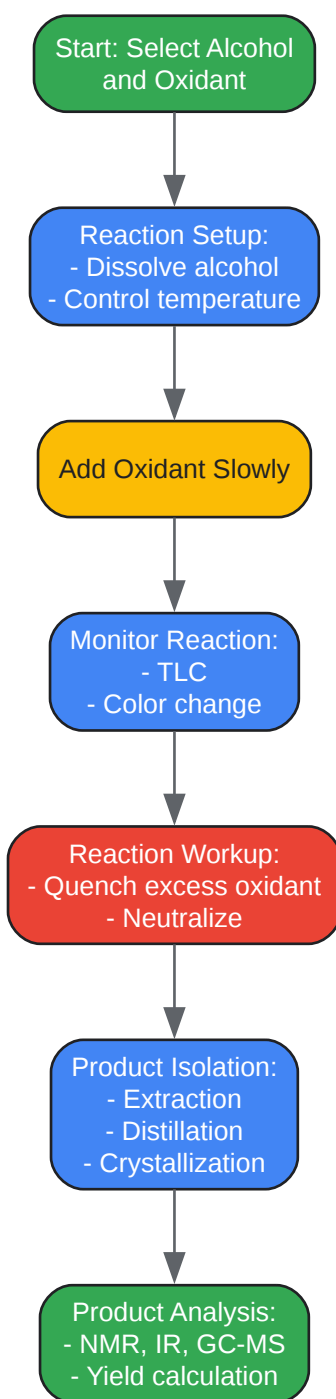 Start: Select Alcohol
and Oxidant
Reaction Setup:
- Dissolve alcohol
- Control temperature
Add Oxidant Slowly
Monitor Reaction:
- TLC
- Color change
Reaction Workup:
- Quench excess oxidant
- Neutralize
Product Isolation:
- Extraction
- Distillation
- Crystallization
Product Analysis:
- NMR, IR, GC-MS
- Yield calculation